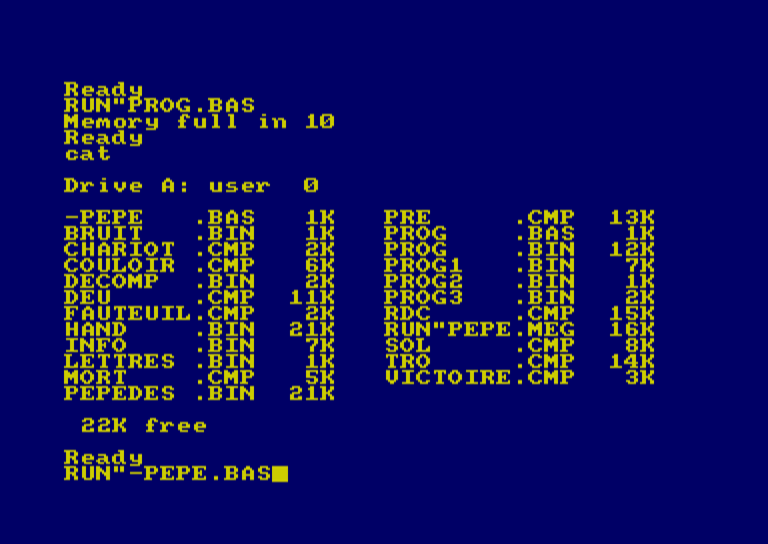 Ready
RUN"PROG.BAS
Memory full in 10
Ready
cat
Drive A: user  0
-PEPE   .BAS   1K   PRE     .CMP  13K
BRUIT   .BIN   1K   PROG    .BAS   1K
CHARIOT .CMP   2K   PROG    .BIN  12K
COULOIR .CMP   6K   PROG1   .BIN   7K
DECOMP  .BIN   2K   PROG2   .BIN   1K
DEU     .CMP  11K   PROG3   .BIN   2K
FAUTEUIL.CMP   2K   RDC     .CMP  15K
HAND    .BIN  21K   RUN"PEPE.MEG  16K
INFO    .BIN   7K   SOL     .CMP   8K
LETTRES .BIN   1K   TRO     .CMP  14K
MORT    .CMP   5K   VICTOIRE.CMP   3K
PEPEDES .BIN  21K
22K free
Ready
RUN"-PEPE.BAS